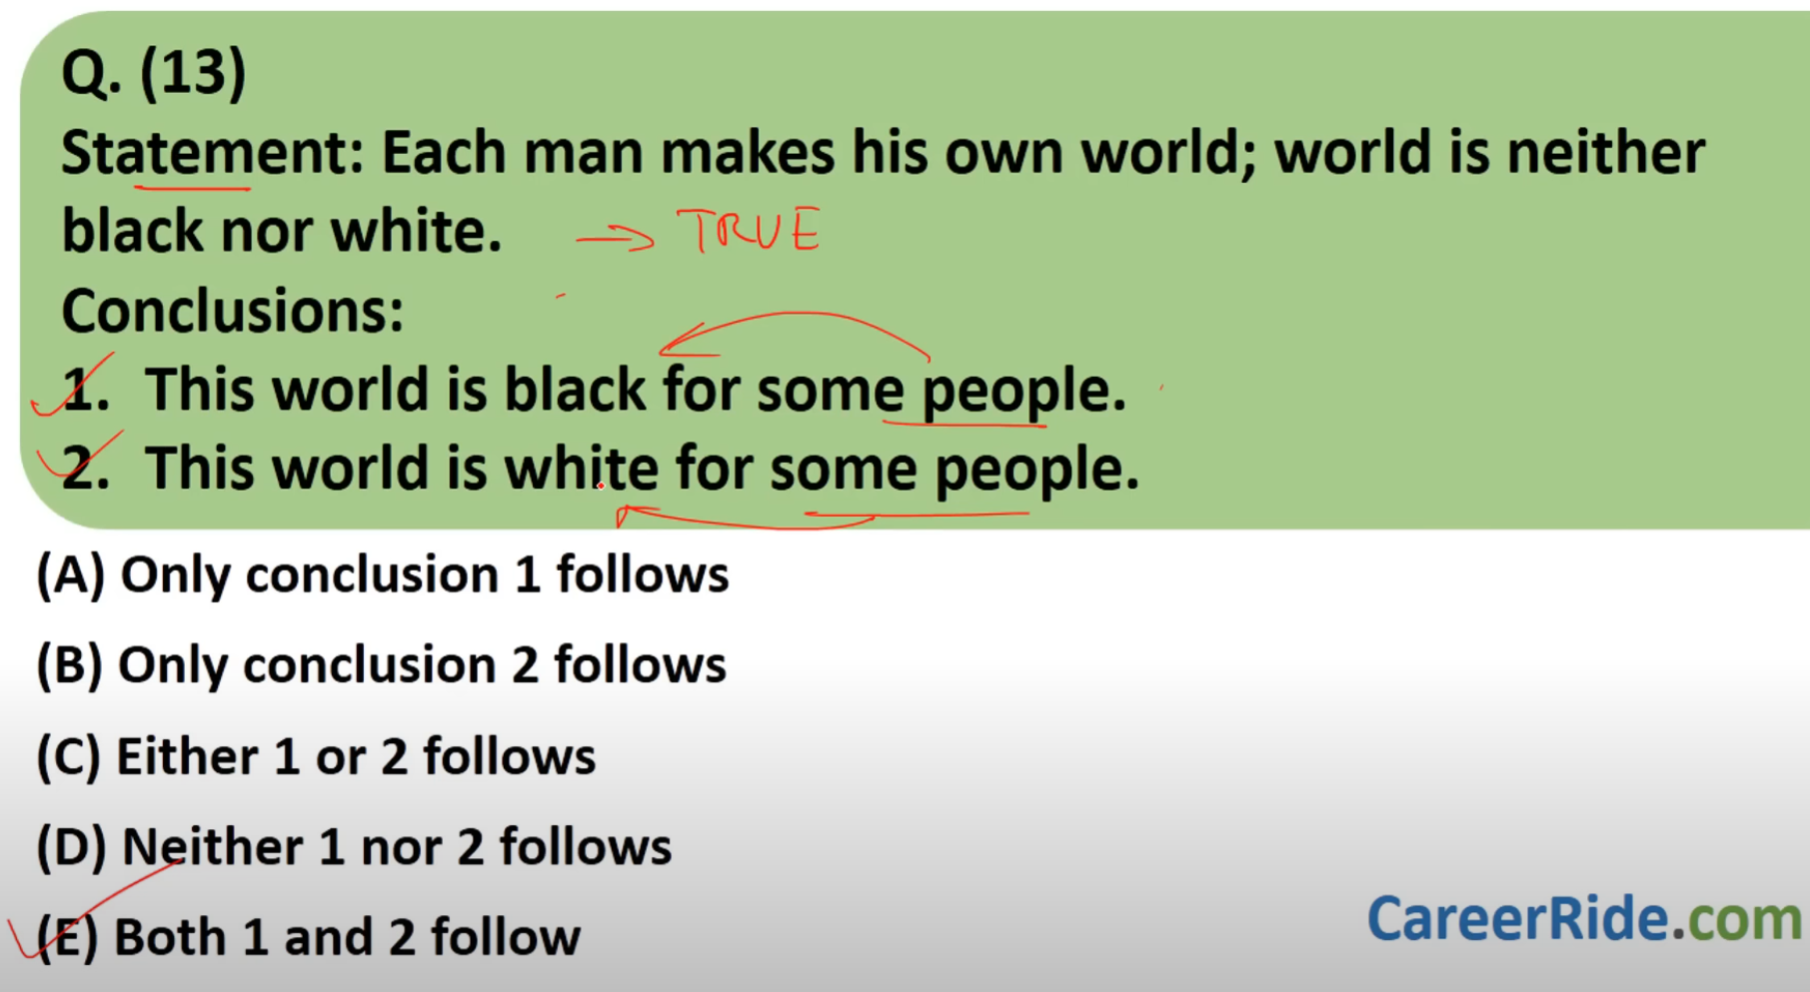 Q. (13)
Statement: Each man makes his own world; world is neither
black nor white. → TRUE
Conclusions:
1. This world is black for some people.
2. This world is white for some people.
(A) Only conclusion 1 follows
(B) Only conclusion 2 follows
(C) Either 1 or 2 follows
(D) Neither 1 nor 2 follows
(E) Both 1 and 2 follow
CareerRide.com